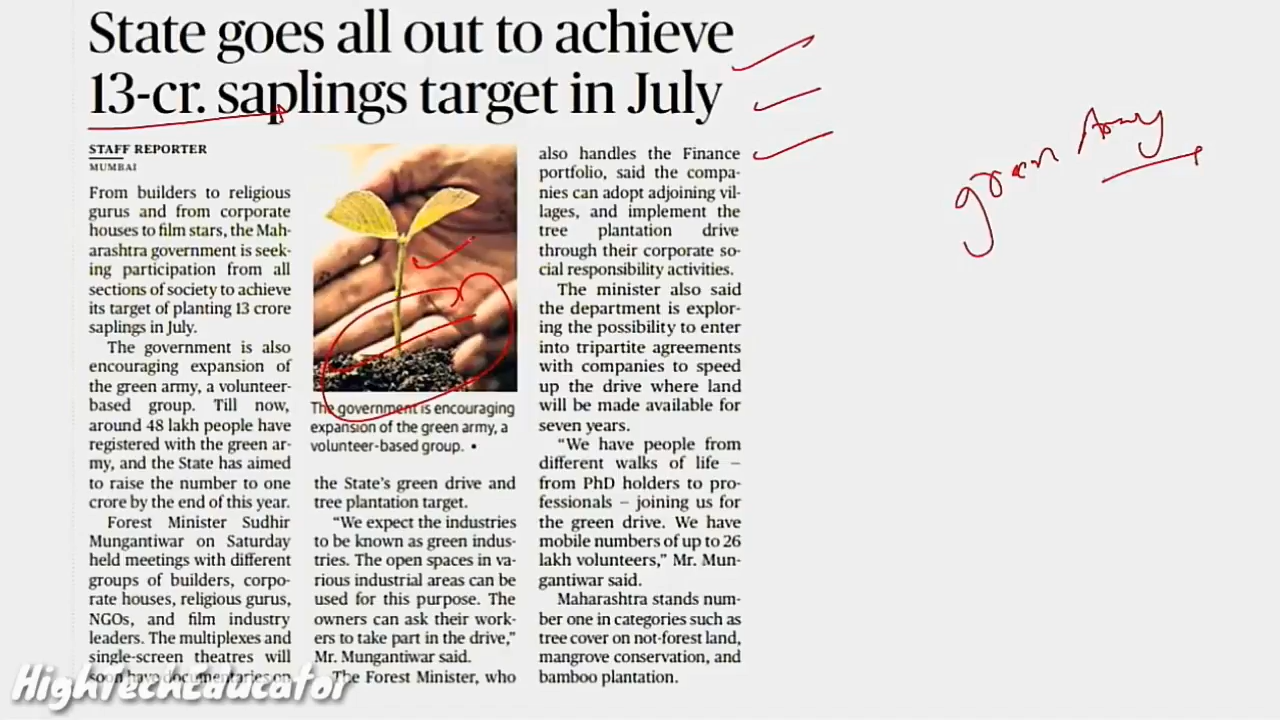 State goes all out to achieve
13-cr. saplings target in July
STAFF REPORTER
MUMBAI
From builders to religious
gurus and from corporate
houses to film stars, the Mah-
arashtra government is seek-
ing participation from all
sections of society to achieve
its target of planting 13 crore
saplings in July.
The government is also
encouraging expansion of
the green army, a volunteer-
based group. Till now,
around 48 lakh people have
registered with the green ar-
my, and the State has aimed
to raise the number to one
crore by the end of this year.
Forest Minister Sudhir
Mungantiwar on Saturday
held meetings with different
groups of builders, corpo-
rate houses, religious gurus,
NGOs, and film industry
leaders. The multiplexes and
single-screen theatres will
soon have documentaries on
The government is encouraging
expansion of the green army, a
volunteer-based group. •
the State's green drive and
tree plantation target.
"We expect the industries
to be known as green indus-
tries. The open spaces in va-
rious industrial areas can be
used for this purpose. The
owners can ask their work-
ers to take part in the drive,"
Mr. Mungantiwar said.
The Forest Minister, who
also handles the Finance
portfolio, said the compa-
nies can adopt adjoining vil-
lages, and implement the
tree plantation drive
through their corporate so-
cial responsibility activities.
The minister also said
the department is explor-
ing the possibility to enter
into tripartite agreements
with companies to speed
up the drive where land
will be made available for
seven years.
"We have people from
different walks of life –
from PhD holders to pro-
fessionals – joining us for
the green drive. We have
mobile numbers of up to 26
lakh volunteers," Mr. Mun-
gantiwar said.
Maharashtra stands num-
ber one in categories such as
tree cover on not-forest land,
mangrove conservation, and
bamboo plantation.
green Army
HighTechEducator